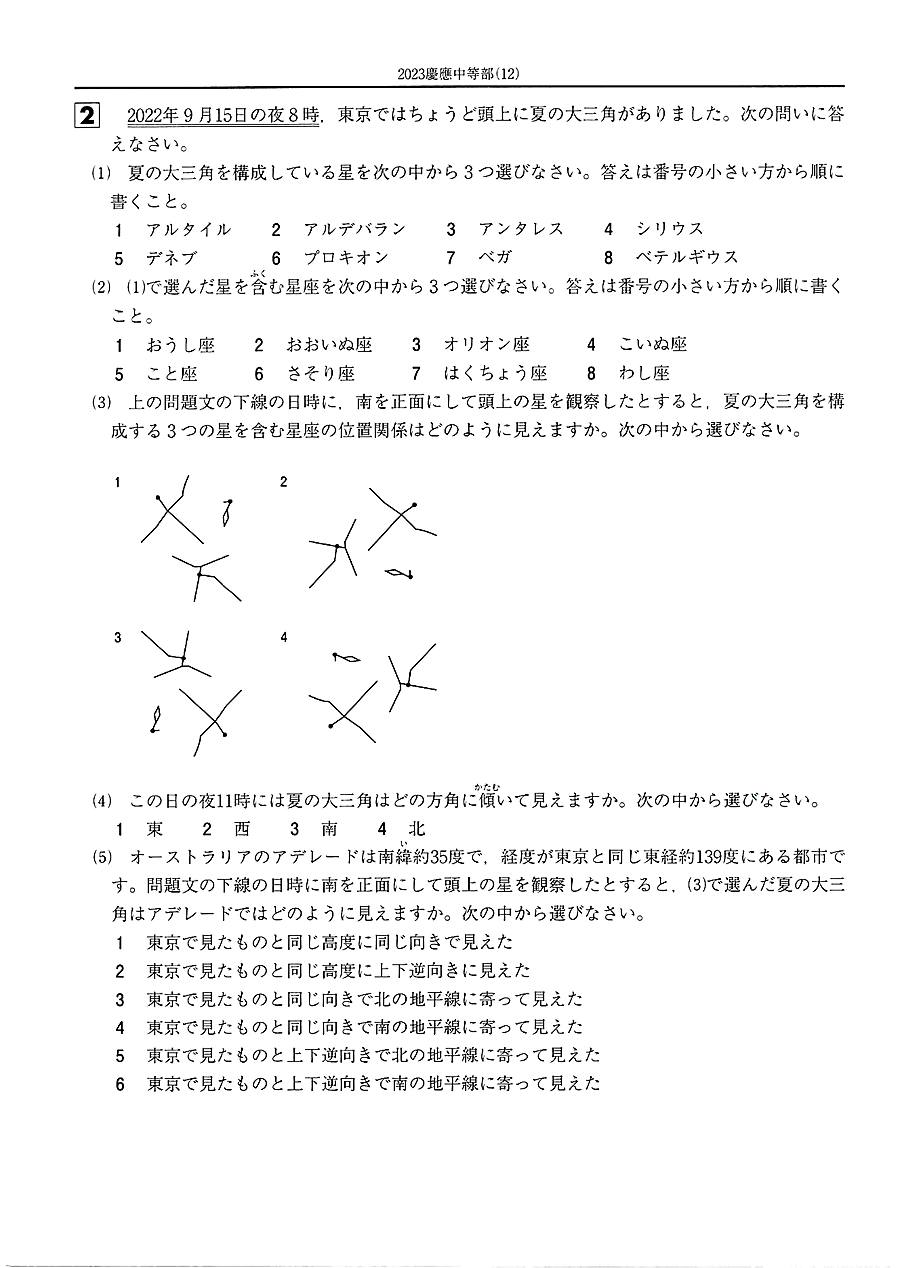 2023慶應中等部(12)
2 2022年9月15日の夜8時，東京ではちょうど頭上に夏の大三角がありました。次の問いに答
えなさい。
(1) 夏の大三角を構成している星を次の中から3つ選びなさい。答えは番号の小さい方から順に
書くこと。
1 アルタイル 2 アルデバラン 3 アンタレス 4 シリウス
5 デネブ 6 プロキオン 7 ベガ 8 ベテルギウス
ふく
(2) (1)で選んだ星を含む星座を次の中から3つ選びなさい。答えは番号の小さい方から順に書く
こと。
1 おうし座 2 おおいぬ座 3 オリオン座 4 こいぬ座
5 こと座 6 さそり座 7 はくちょう座 8 わし座
(3) 上の問題文の下線の日時に，南を正面にして頭上の星を観察したとすると，夏の大三角を構
成する3つの星を含む星座の位置関係はどのように見えますか。次の中から選びなさい。
1 2
3 4
かたむ
(4) この日の夜11時には夏の大三角はどの方角に傾いて見えますか。次の中から選びなさい。
1 東 2 西 3 南 4 北
い
(5) オーストラリアのアデレードは南緯約35度で，経度が東京と同じ東経約139度にある都市で
す。問題文の下線の日時に南を正面にして頭上の星を観察したとすると，(3)で選んだ夏の大三
角はアデレードではどのように見えますか。次の中から選びなさい。
1 東京で見たものと同じ高度に同じ向きで見えた
2 東京で見たものと同じ高度に上下逆向きに見えた
3 東京で見たものと同じ向きで北の地平線に寄って見えた
4 東京で見たものと同じ向きで南の地平線に寄って見えた
5 東京で見たものと上下逆向きで北の地平線に寄って見えた
6 東京で見たものと上下逆向きで南の地平線に寄って見えた